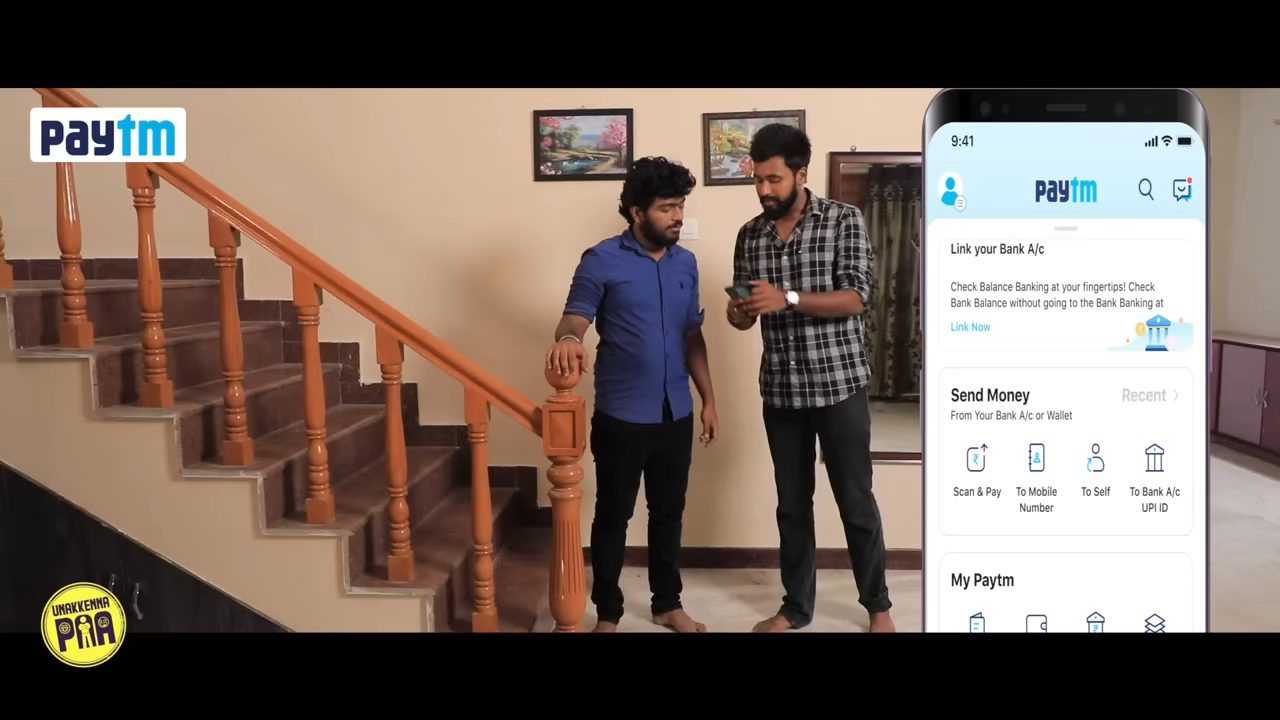 paytm
UNAKKENNA
PAA
9:41
paytm
Link your Bank A/c
Check Balance Banking at your fingertips! Check
Bank Balance without going to the Bank Banking at
Link Now
Send Money
Recent >
From Your Bank A/c or Wallet
Scan & Pay
To Mobile
Number
To Self
To Bank A/c
UPI ID
My Paytm